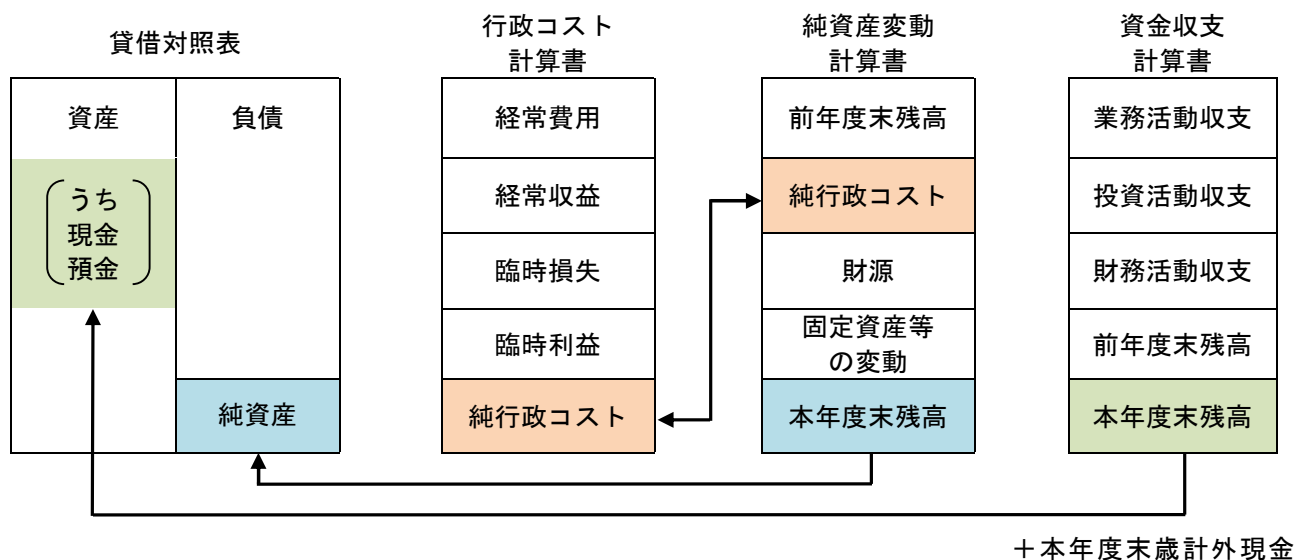 貸借対照表
資産
負債
うち
現金
預金
純資産
行政コスト
計算書
経常費用
経常収益
臨時損失
臨時利益
純行政コスト
純資産変動
計算書
前年度末残高
純行政コスト
財源
固定資産等
の変動
本年度末残高
資金収支
計算書
業務活動収支
投資活動収支
財務活動収支
前年度末残高
本年度末残高
＋本年度末歳計外現金